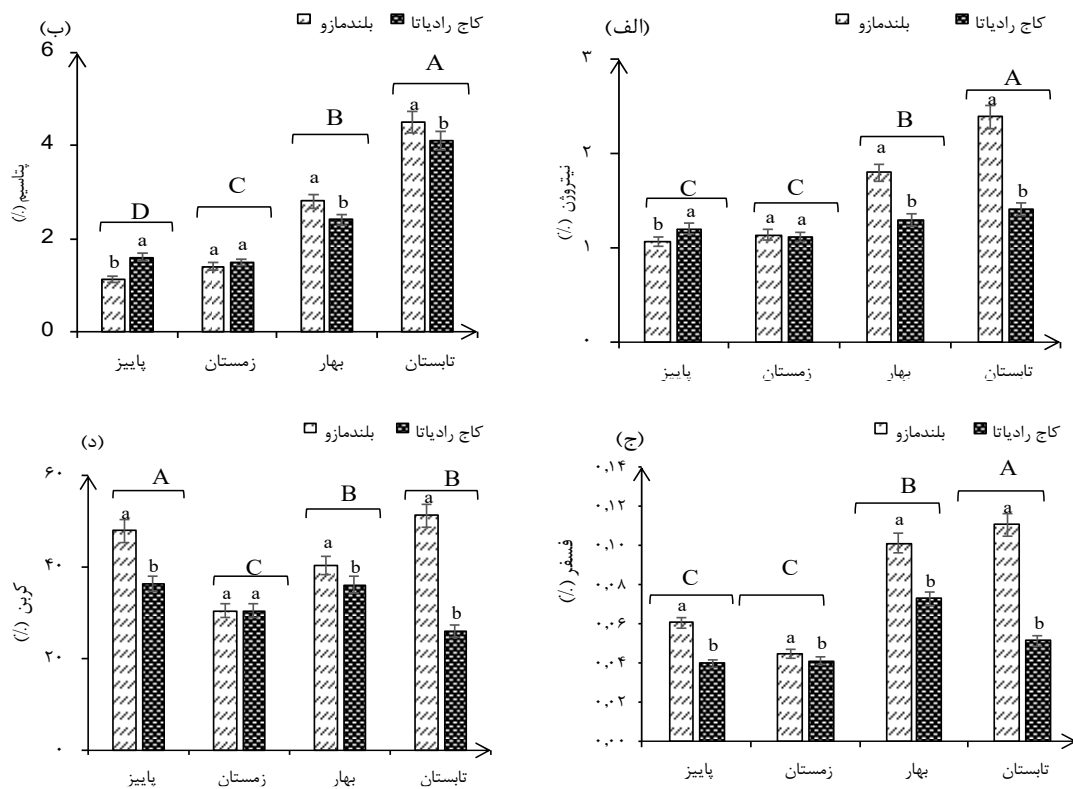 (الف)
بلندمازو کاج رادیاتا
نیتروژن (٪)
۳
۲
۱
۰
C C B A
b a a a a b a b
پاییز زمستان بهار تابستان
(ب)
بلندمازو کاج رادیاتا
پتاسیم (٪)
6
4
2
0
D C B A
b a a a a b a b
پاییز زمستان بهار تابستان
(ج)
بلندمازو کاج رادیاتا
فسفر (٪)
۰,۱۴
۰,۱۲
۰,۱۰
۰,۰۸
۰,۰۶
۰,۰۴
۰,۰۲
۰,۰۰
C C B A
a b a b a b a b
پاییز زمستان بهار تابستان
(د)
بلندمازو کاج رادیاتا
کربن (٪)
۶۰
۴۰
۲۰
۰
A C B B
a b a a a b a b
پاییز زمستان بهار تابستان